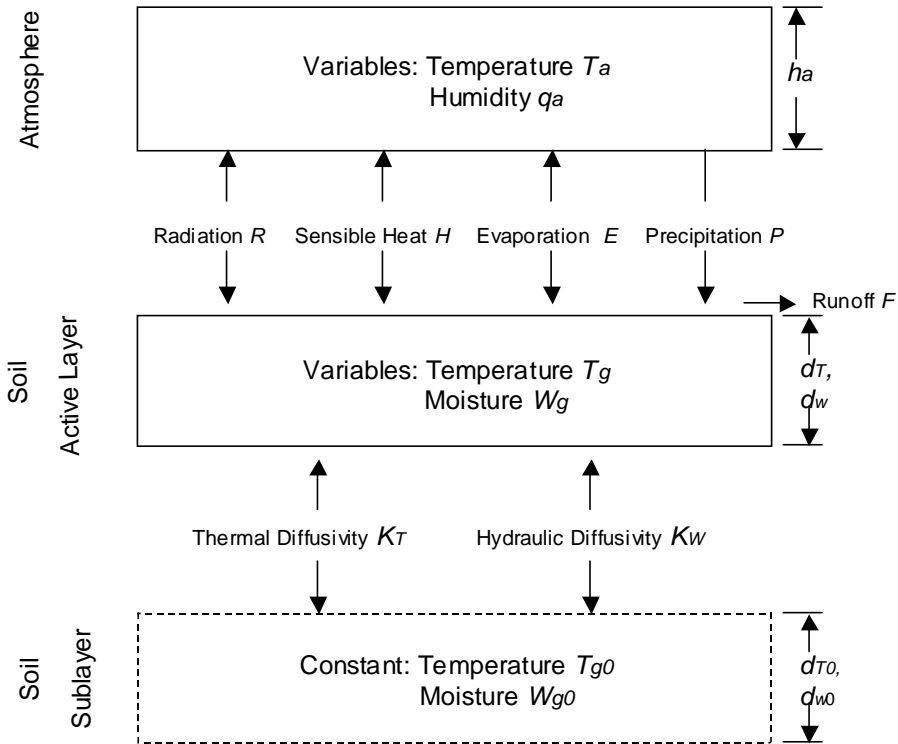 Atmosphere
Variables: Temperature Ta
Humidity qa
ha
Radiation R
Sensible Heat H
Evaporation E
Precipitation P
Runoff F
Soil
Active Layer
Variables: Temperature Tg
Moisture Wg
dT,
dw
Thermal Diffusivity KT
Hydraulic Diffusivity KW
Soil
Sublayer
Constant: Temperature Tg0
Moisture Wg0
dT0,
dw0